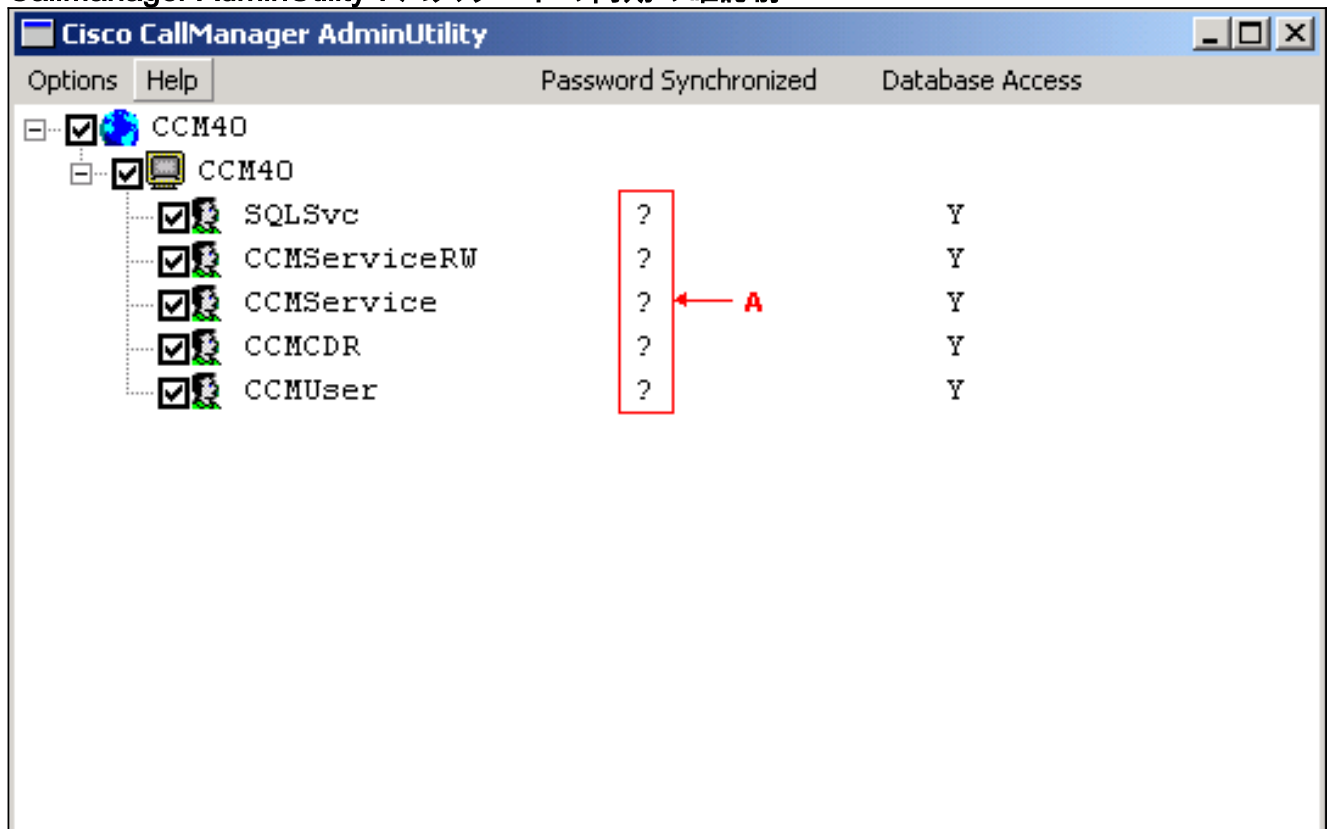 Cisco CallManager AdminUtility
Options Help Password Synchronized Database Access
CCM40
CCM40
SQLSvc ? Y
CCMServiceRW ? Y
CCMService ? A Y
CCMCDR ? Y
CCMUser ? Y